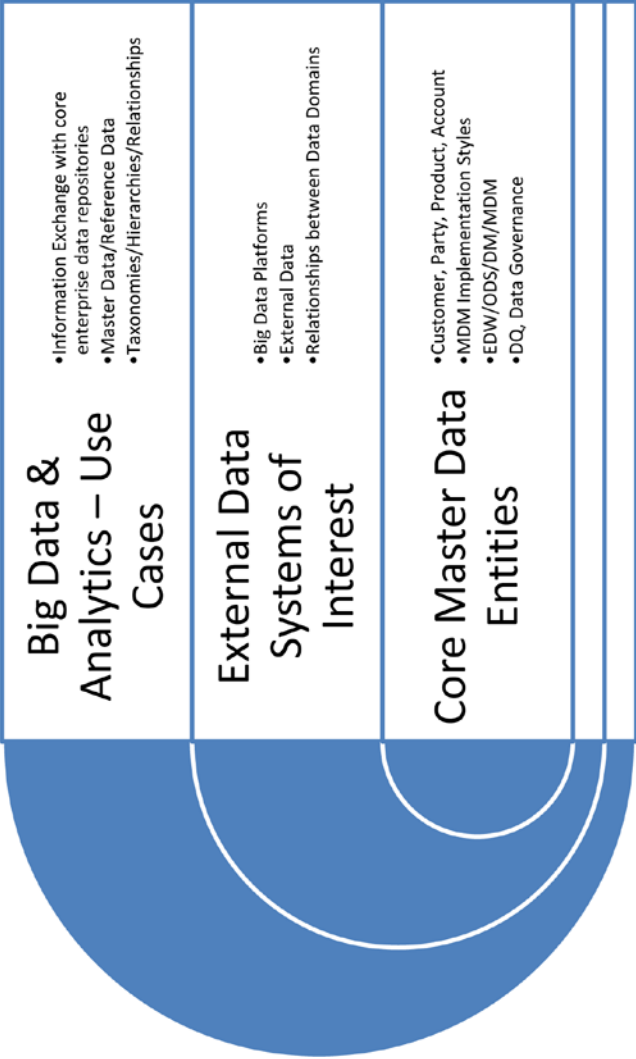 Big Data &
Analytics – Use
Cases
•Information Exchange with core
enterprise data repositories
•Master Data/Reference Data
•Taxonomies/Hierarchies/Relationships
External Data
Systems of
Interest
•Big Data Platforms
•External Data
•Relationships between Data Domains
Core Master Data
Entities
•Customer, Party, Product, Account
•MDM Implementation Styles
•EDW/ODS/DM/MDM
•DQ, Data Governance